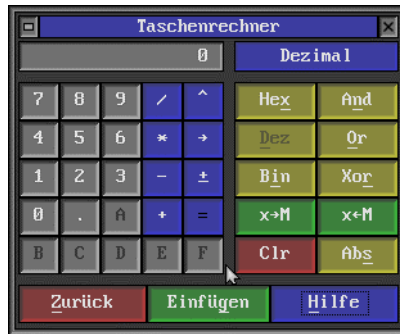 Taschenrechner
0 Dezimal
7 8 9 / ^ Hex And
4 5 6 * → Dez Or
1 2 3 - ± Bin Xor
0 . A + = x→M x←M
B C D E F Clr Abs
Zurück Einfügen Hilfe